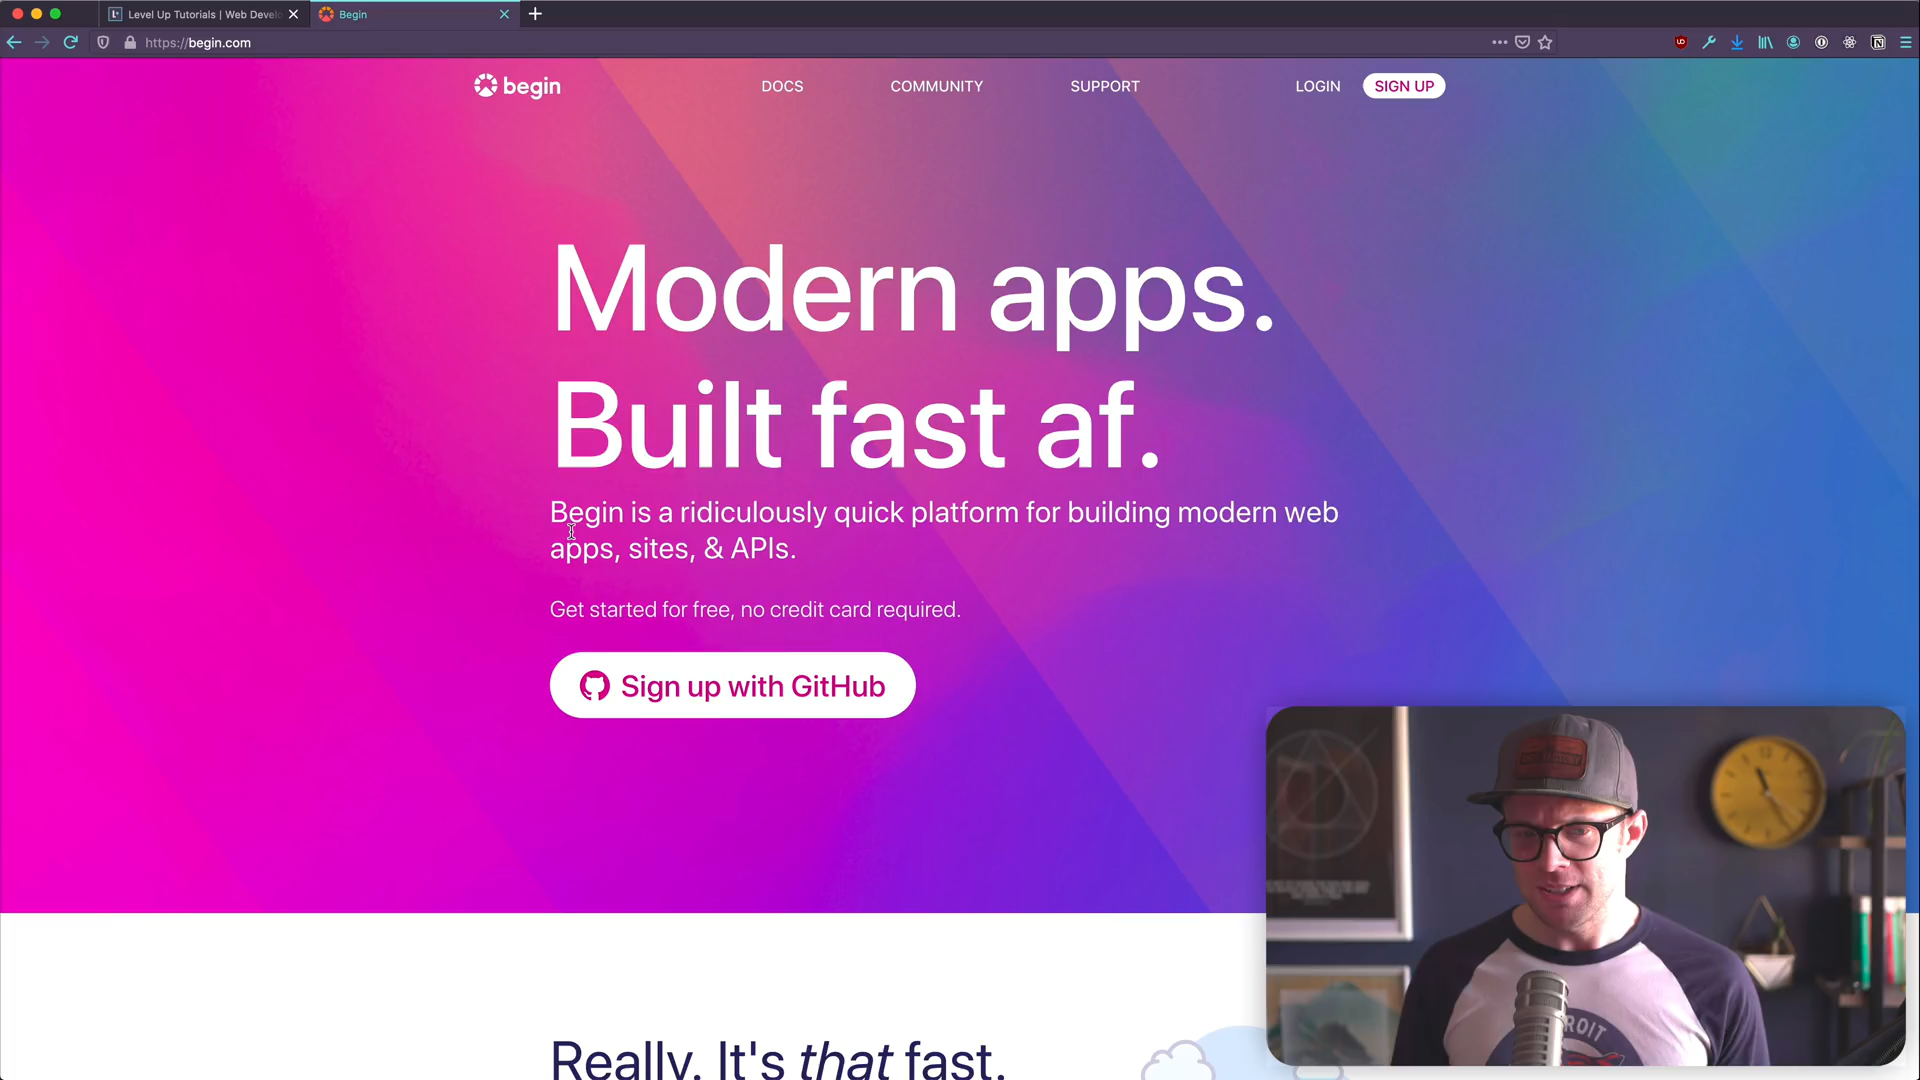 Level Up Tutorials | Web Develo
Begin
https://begin.com
begin
DOCS
COMMUNITY
SUPPORT
LOGIN
SIGN UP
Modern apps.
Built fast af.
Begin is a ridiculously quick platform for building modern web
apps, sites, & APIs.
Get started for free, no credit card required.
Sign up with GitHub
Really. It's that fast.